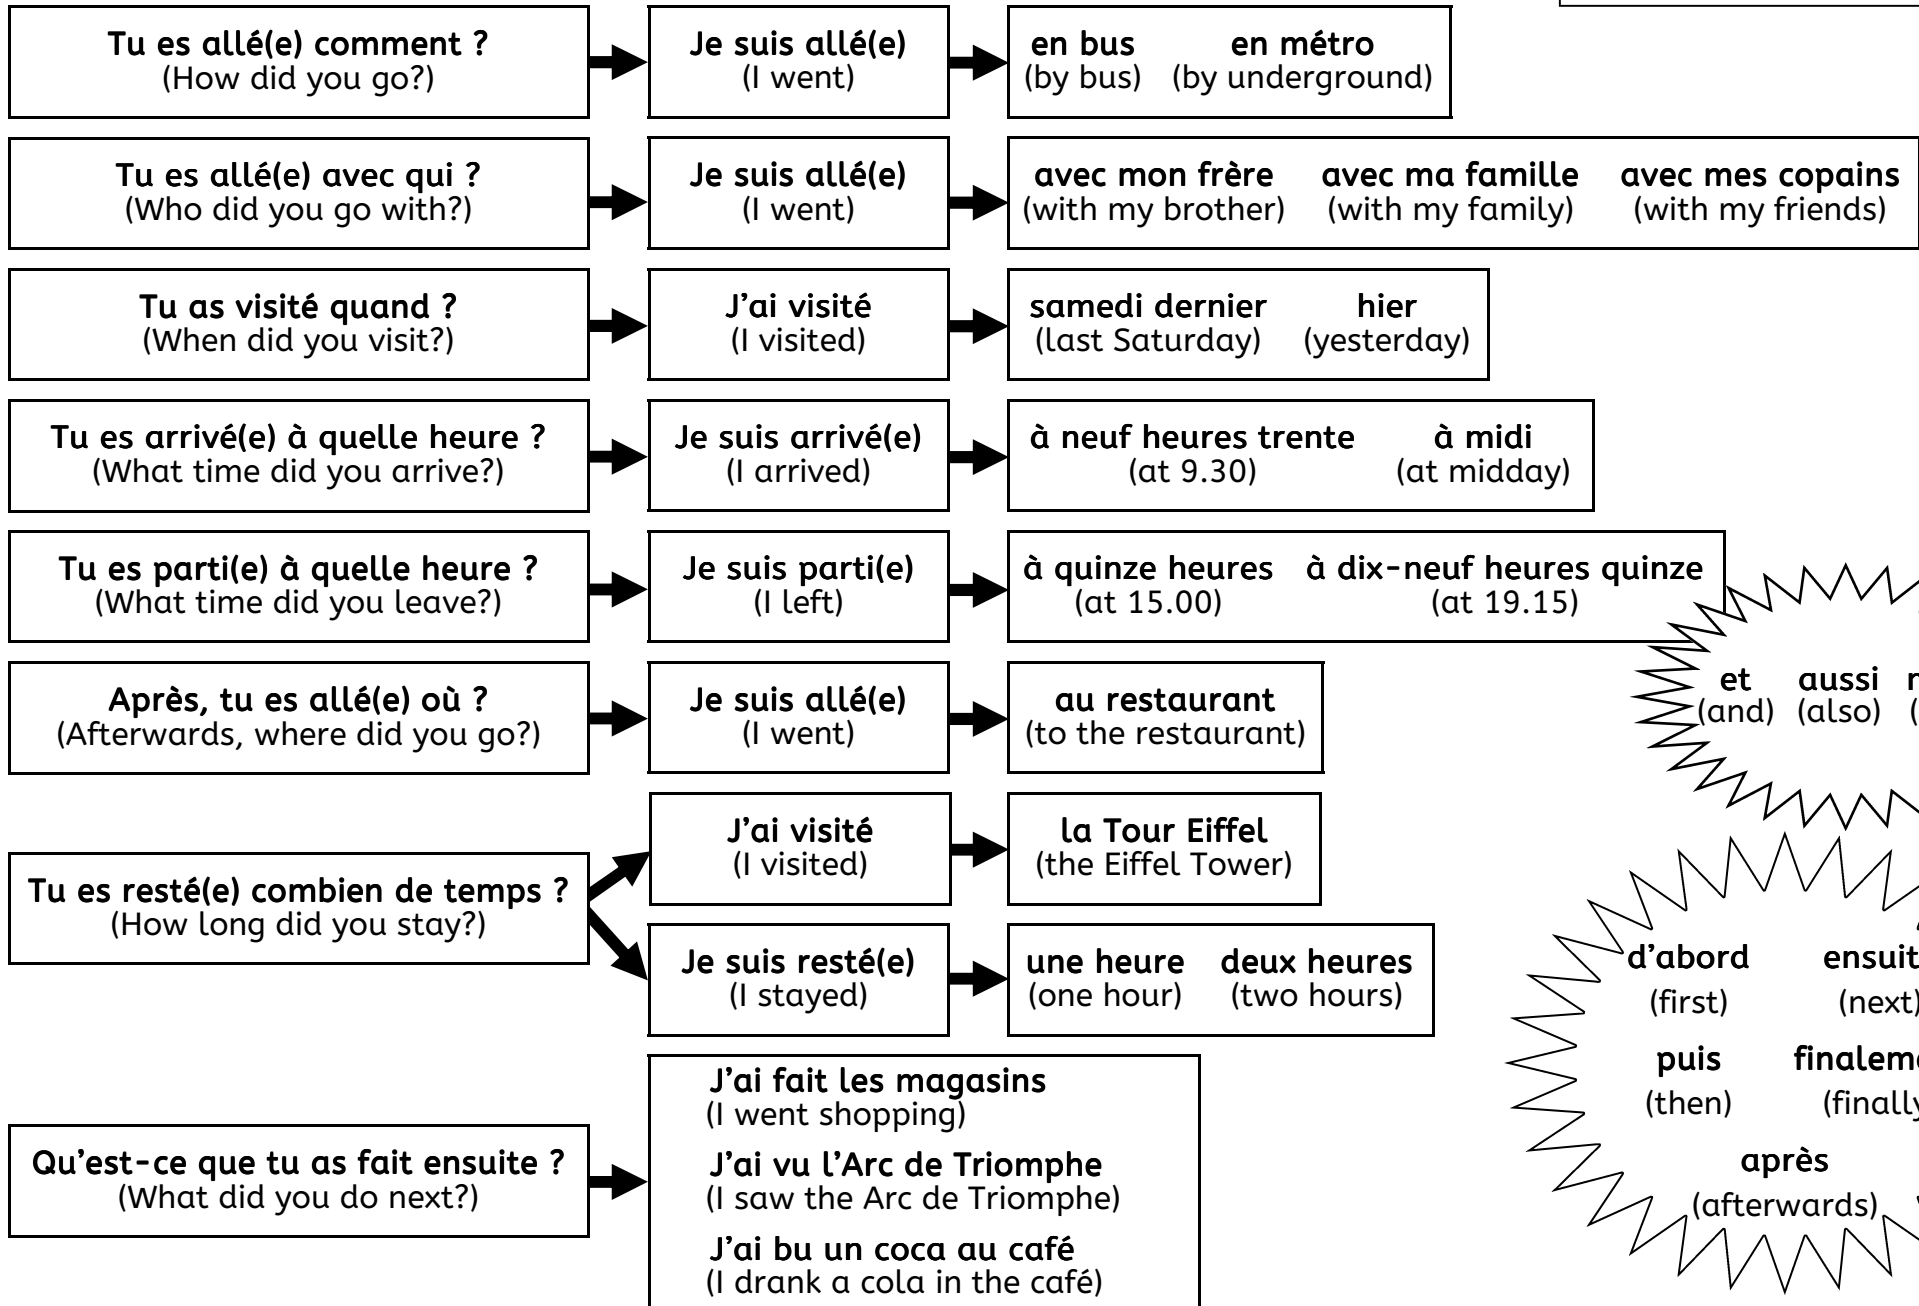 Tu es allé(e) comment ?
(How did you go?)
Je suis allé(e)
(I went)
en bus en métro
(by bus) (by underground)
Tu es allé(e) avec qui ?
(Who did you go with?)
Je suis allé(e)
(I went)
avec mon frère avec ma famille avec mes copains
(with my brother) (with my family) (with my friends)
Tu as visité quand ?
(When did you visit?)
J'ai visité
(I visited)
samedi dernier hier
(last Saturday) (yesterday)
Tu es arrivé(e) à quelle heure ?
(What time did you arrive?)
Je suis arrivé(e)
(I arrived)
à neuf heures trente à midi
(at 9.30) (at midday)
Tu es parti(e) à quelle heure ?
(What time did you leave?)
Je suis parti(e)
(I left)
à quinze heures à dix-neuf heures quinze
(at 15.00) (at 19.15)
Après, tu es allé(e) où ?
(Afterwards, where did you go?)
Je suis allé(e)
(I went)
au restaurant
(to the restaurant)
et aussi
(and) (also)
Tu es resté(e) combien de temps ?
(How long did you stay?)
J'ai visité
(I visited)
la Tour Eiffel
(the Eiffel Tower)
Je suis resté(e)
(I stayed)
une heure deux heures
(one hour) (two hours)
Qu'est-ce que tu as fait ensuite ?
(What did you do next?)
J'ai fait les magasins
(I went shopping)
J'ai vu l'Arc de Triomphe
(I saw the Arc de Triomphe)
J'ai bu un coca au café
(I drank a cola in the café)
d'abord ensuit
(first) (next)
puis finalem
(then) (finally
après
(afterwards)